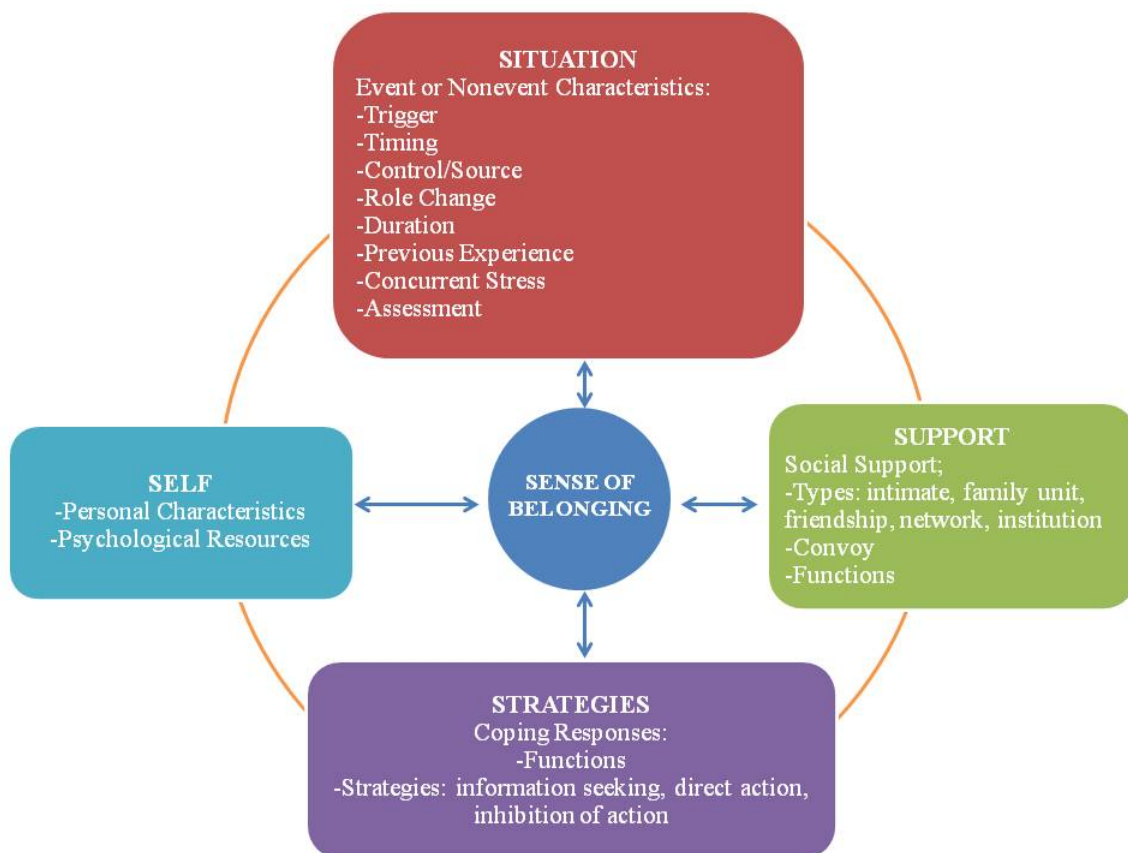 SITUATION
Event or Nonevent Characteristics:
-Trigger
-Timing
-Control/Source
-Role Change
-Duration
-Previous Experience
-Concurrent Stress
-Assessment
SELF
-Personal Characteristics
-Psychological Resources
SENSE OF
BELONGING
SUPPORT
Social Support;
-Types: intimate, family unit,
friendship, network, institution
-Convoy
-Functions
STRATEGIES
Coping Responses:
-Functions
-Strategies: information seeking, direct action,
inhibition of action